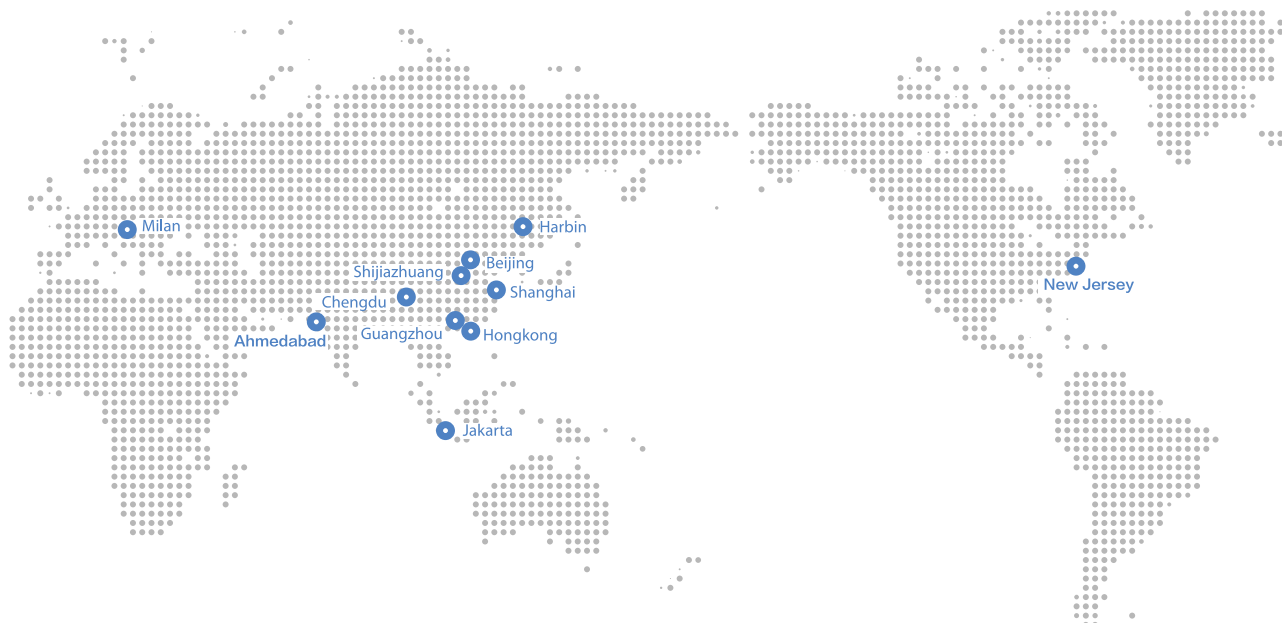 Milan
Harbin
Beijing
Shijiazhuang
New Jersey
Shanghai
Chengdu
Guangzhou
Hongkong
Ahmedabad
Jakarta